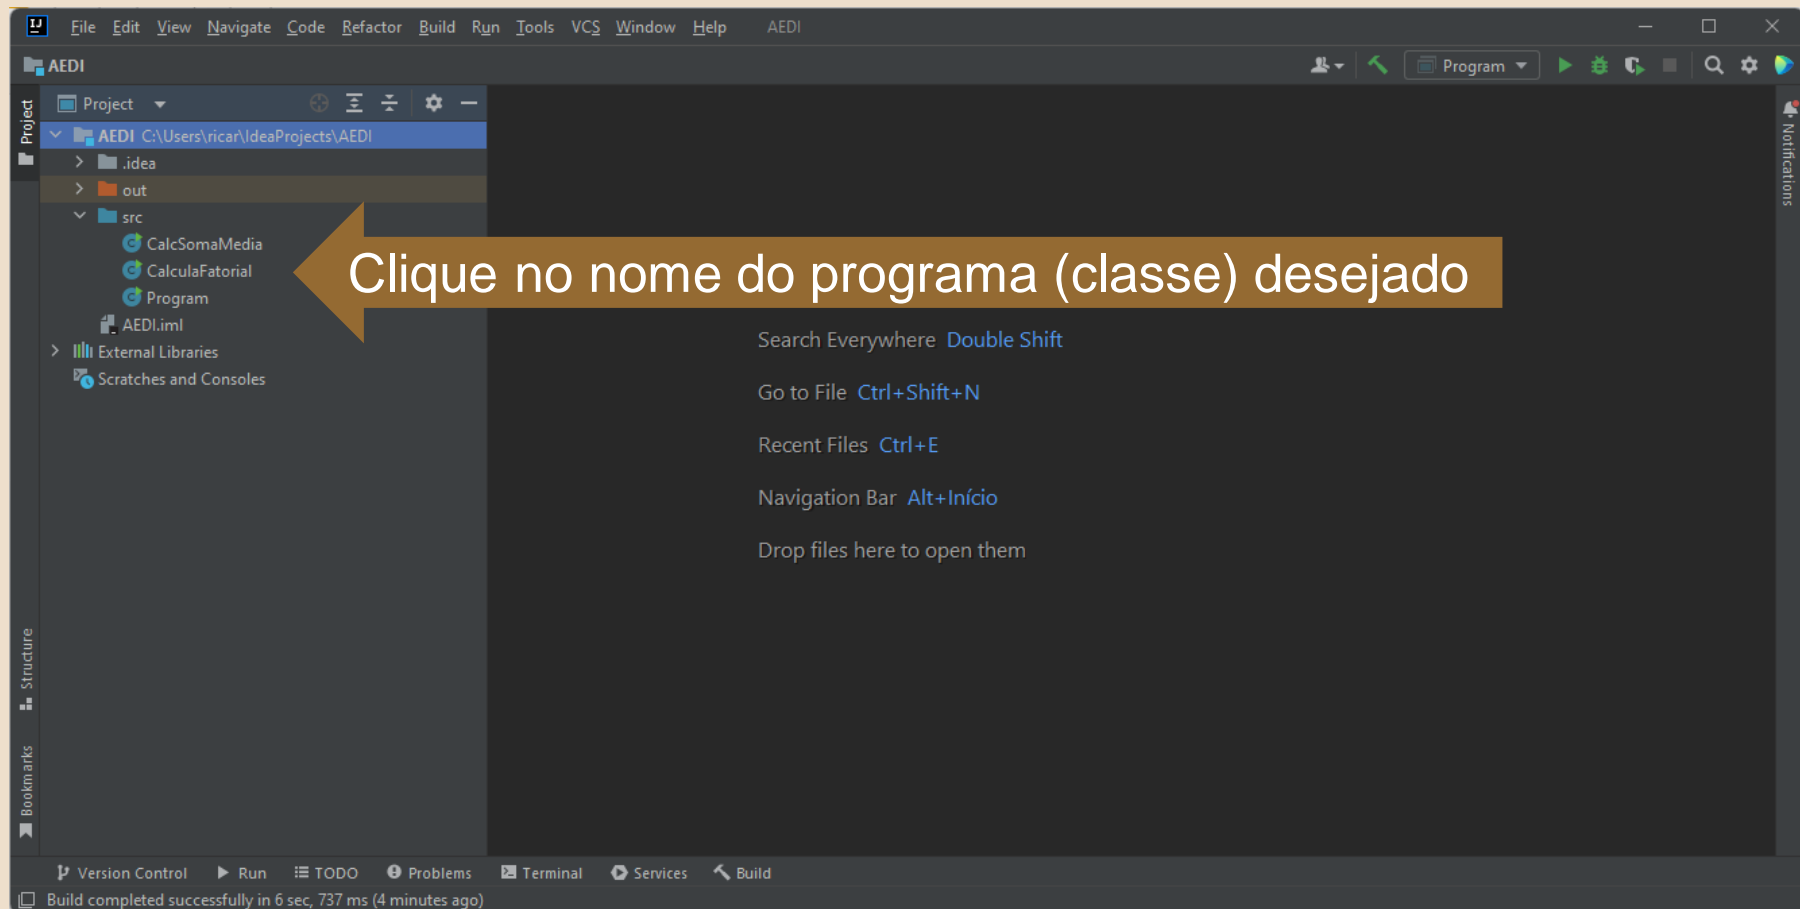 IJ File Edit View Navigate Code Refactor Build Run Tools VCS Window Help AEDI
AEDI
Program
Project
Project
AEDI C:\Users\ricar\IdeaProjects\AEDI
.idea
out
src
CalcSomaMedia
CalculaFatorial
Program
AEDI.iml
External Libraries
Scratches and Consoles
Clique no nome do programa (classe) desejado
Search Everywhere Double Shift
Go to File Ctrl+Shift+N
Recent Files Ctrl+E
Navigation Bar Alt+Início
Drop files here to open them
Notifications
Structure
Bookmarks
Version Control Run TODO Problems Terminal Services Build
Build completed successfully in 6 sec, 737 ms (4 minutes ago)